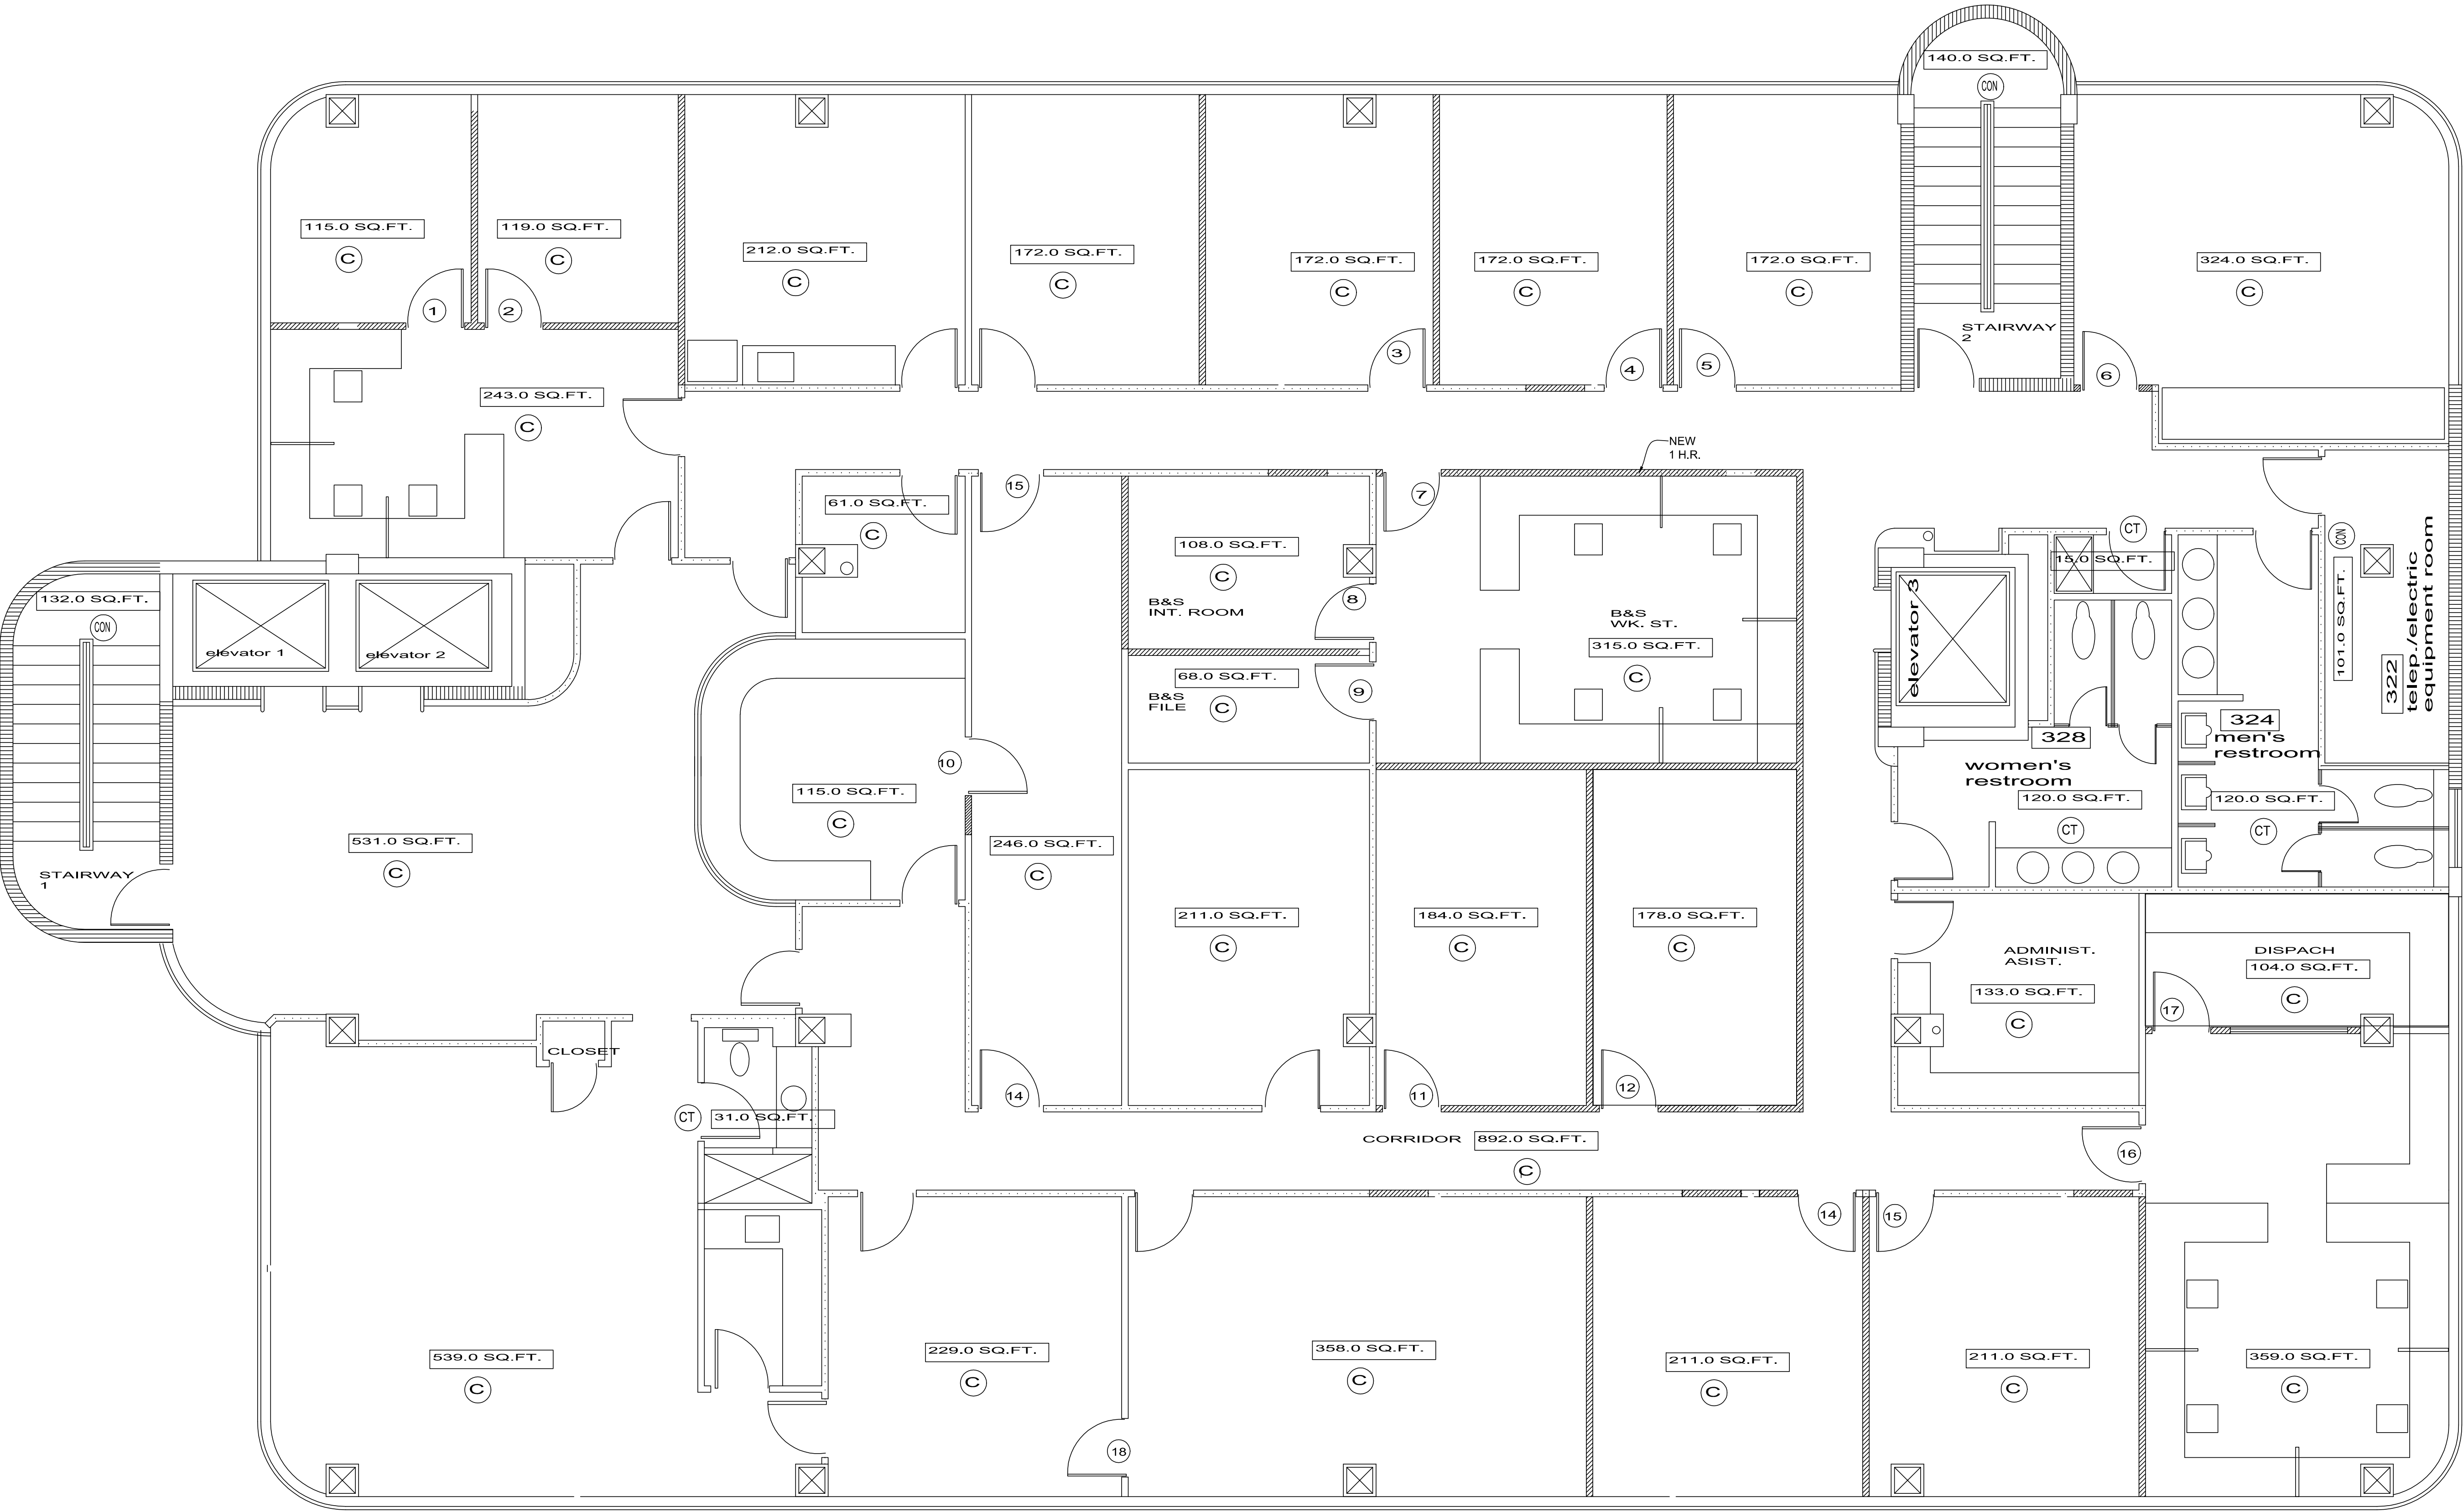 140.0 SQ.FT.
CON
115.0 SQ.FT.
C
119.0 SQ.FT.
C
212.0 SQ.FT.
C
172.0 SQ.FT.
C
172.0 SQ.FT.
C
172.0 SQ.FT.
C
172.0 SQ.FT.
C
324.0 SQ.FT.
C
1
2
3
4
5
STAIRWAY
2
6
243.0 SQ.FT.
C
NEW
1 H.R.
61.0 SQ.FT.
C
15
7
108.0 SQ.FT.
C
B&S
INT. ROOM
8
B&S
WK. ST.
315.0 SQ.FT.
C
68.0 SQ.FT.
C
B&S
FILE
9
CT
15.0 SQ.FT.
elevator 3
CON
101.0 SQ.FT.
322
telep./electric
equipment room
132.0 SQ.FT.
CON
elevator 1
elevator 2
328
women's
restroom
120.0 SQ.FT.
CT
324
men's
restroom
120.0 SQ.FT.
CT
10
115.0 SQ.FT.
C
531.0 SQ.FT.
C
STAIRWAY
1
246.0 SQ.FT.
C
211.0 SQ.FT.
C
184.0 SQ.FT.
C
178.0 SQ.FT.
C
ADMINIST.
ASIST.
133.0 SQ.FT.
C
DISPACH
104.0 SQ.FT.
C
17
CLOSET
CT
31.0 SQ.FT.
14
11
12
CORRIDOR
892.0 SQ.FT.
C
16
14
15
539.0 SQ.FT.
C
229.0 SQ.FT.
C
358.0 SQ.FT.
C
211.0 SQ.FT.
C
211.0 SQ.FT.
C
359.0 SQ.FT.
C
18